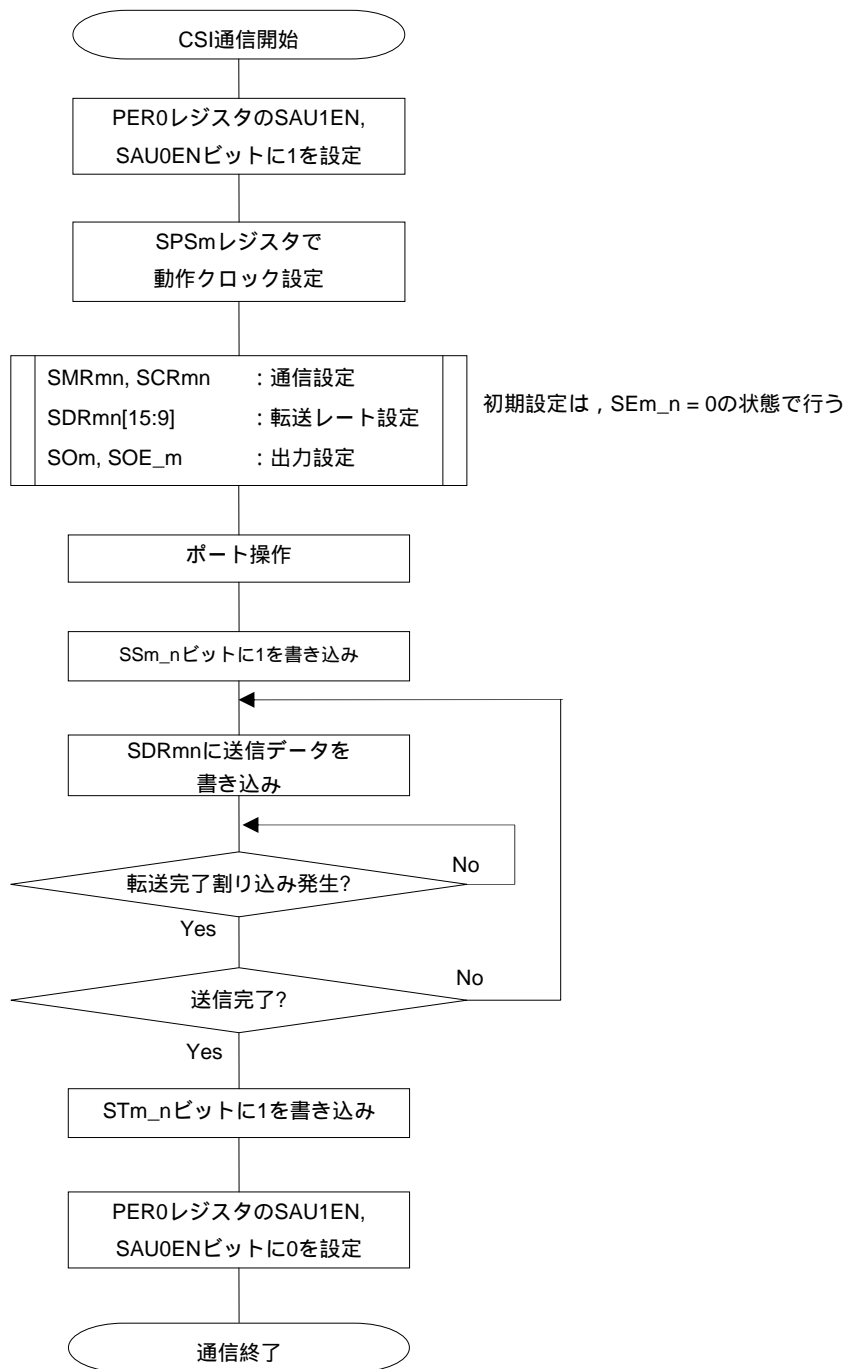 CSI通信開始
PER0レジスタのSAU1EN,
SAU0ENビットに1を設定
SPSmレジスタで
動作クロック設定
SMRmn, SCRmn :通信設定
SDRmn[15:9] :転送レート設定
SOm, SOE_m :出力設定
初期設定は,SEm_n = 0の状態で行う
ポート操作
SSm_nビットに1を書き込み
SDRmnに送信データを
書き込み
転送完了割り込み発生?
No
Yes
送信完了?
No
Yes
STm_nビットに1を書き込み
PER0レジスタのSAU1EN,
SAU0ENビットに0を設定
通信終了